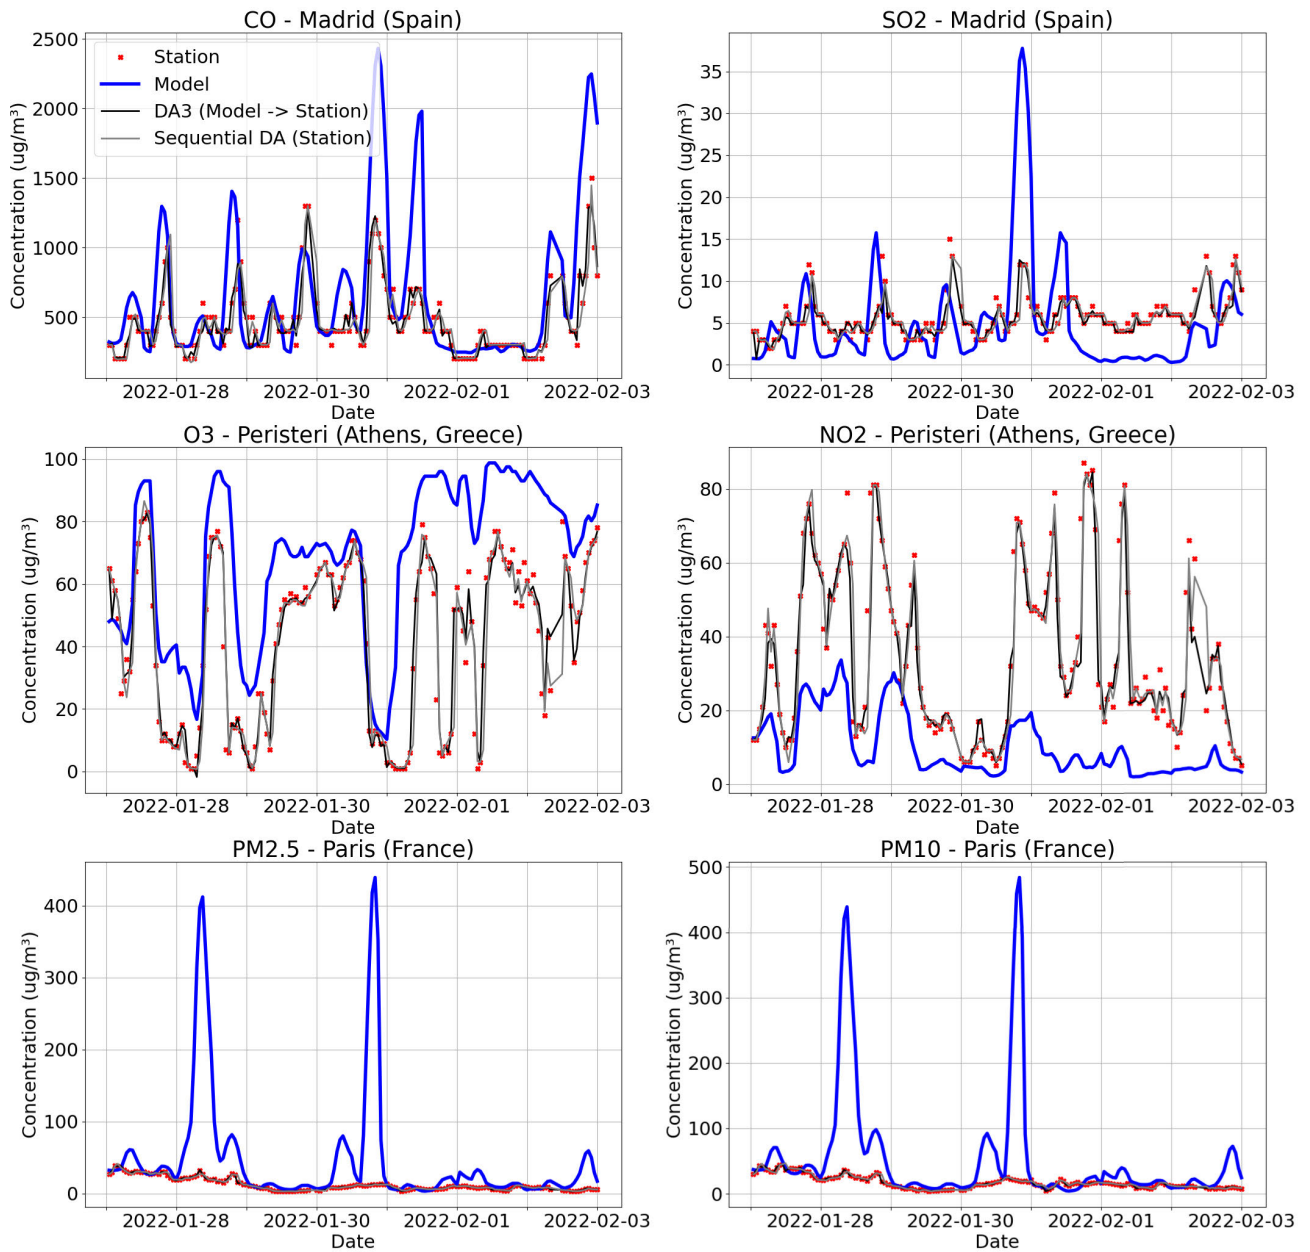 CO - Madrid (Spain)
2500
2000
1500
1000
500
Concentration (ug/m³)
Station
Model
DA3 (Model -> Station)
Sequential DA (Station)
2022-01-28
2022-01-30
2022-02-01
2022-02-03
Date
SO2 - Madrid (Spain)
35
30
25
20
15
10
5
0
Concentration (ug/m³)
2022-01-28
2022-01-30
2022-02-01
2022-02-03
Date
O3 - Peristeri (Athens, Greece)
100
80
60
40
20
0
Concentration (ug/m³)
2022-01-28
2022-01-30
2022-02-01
2022-02-03
Date
NO2 - Peristeri (Athens, Greece)
80
60
40
20
0
Concentration (ug/m³)
2022-01-28
2022-01-30
2022-02-01
2022-02-03
Date
PM2.5 - Paris (France)
400
300
200
100
0
Concentration (ug/m³)
2022-01-28
2022-01-30
2022-02-01
2022-02-03
Date
PM10 - Paris (France)
500
400
300
200
100
0
Concentration (ug/m³)
2022-01-28
2022-01-30
2022-02-01
2022-02-03
Date